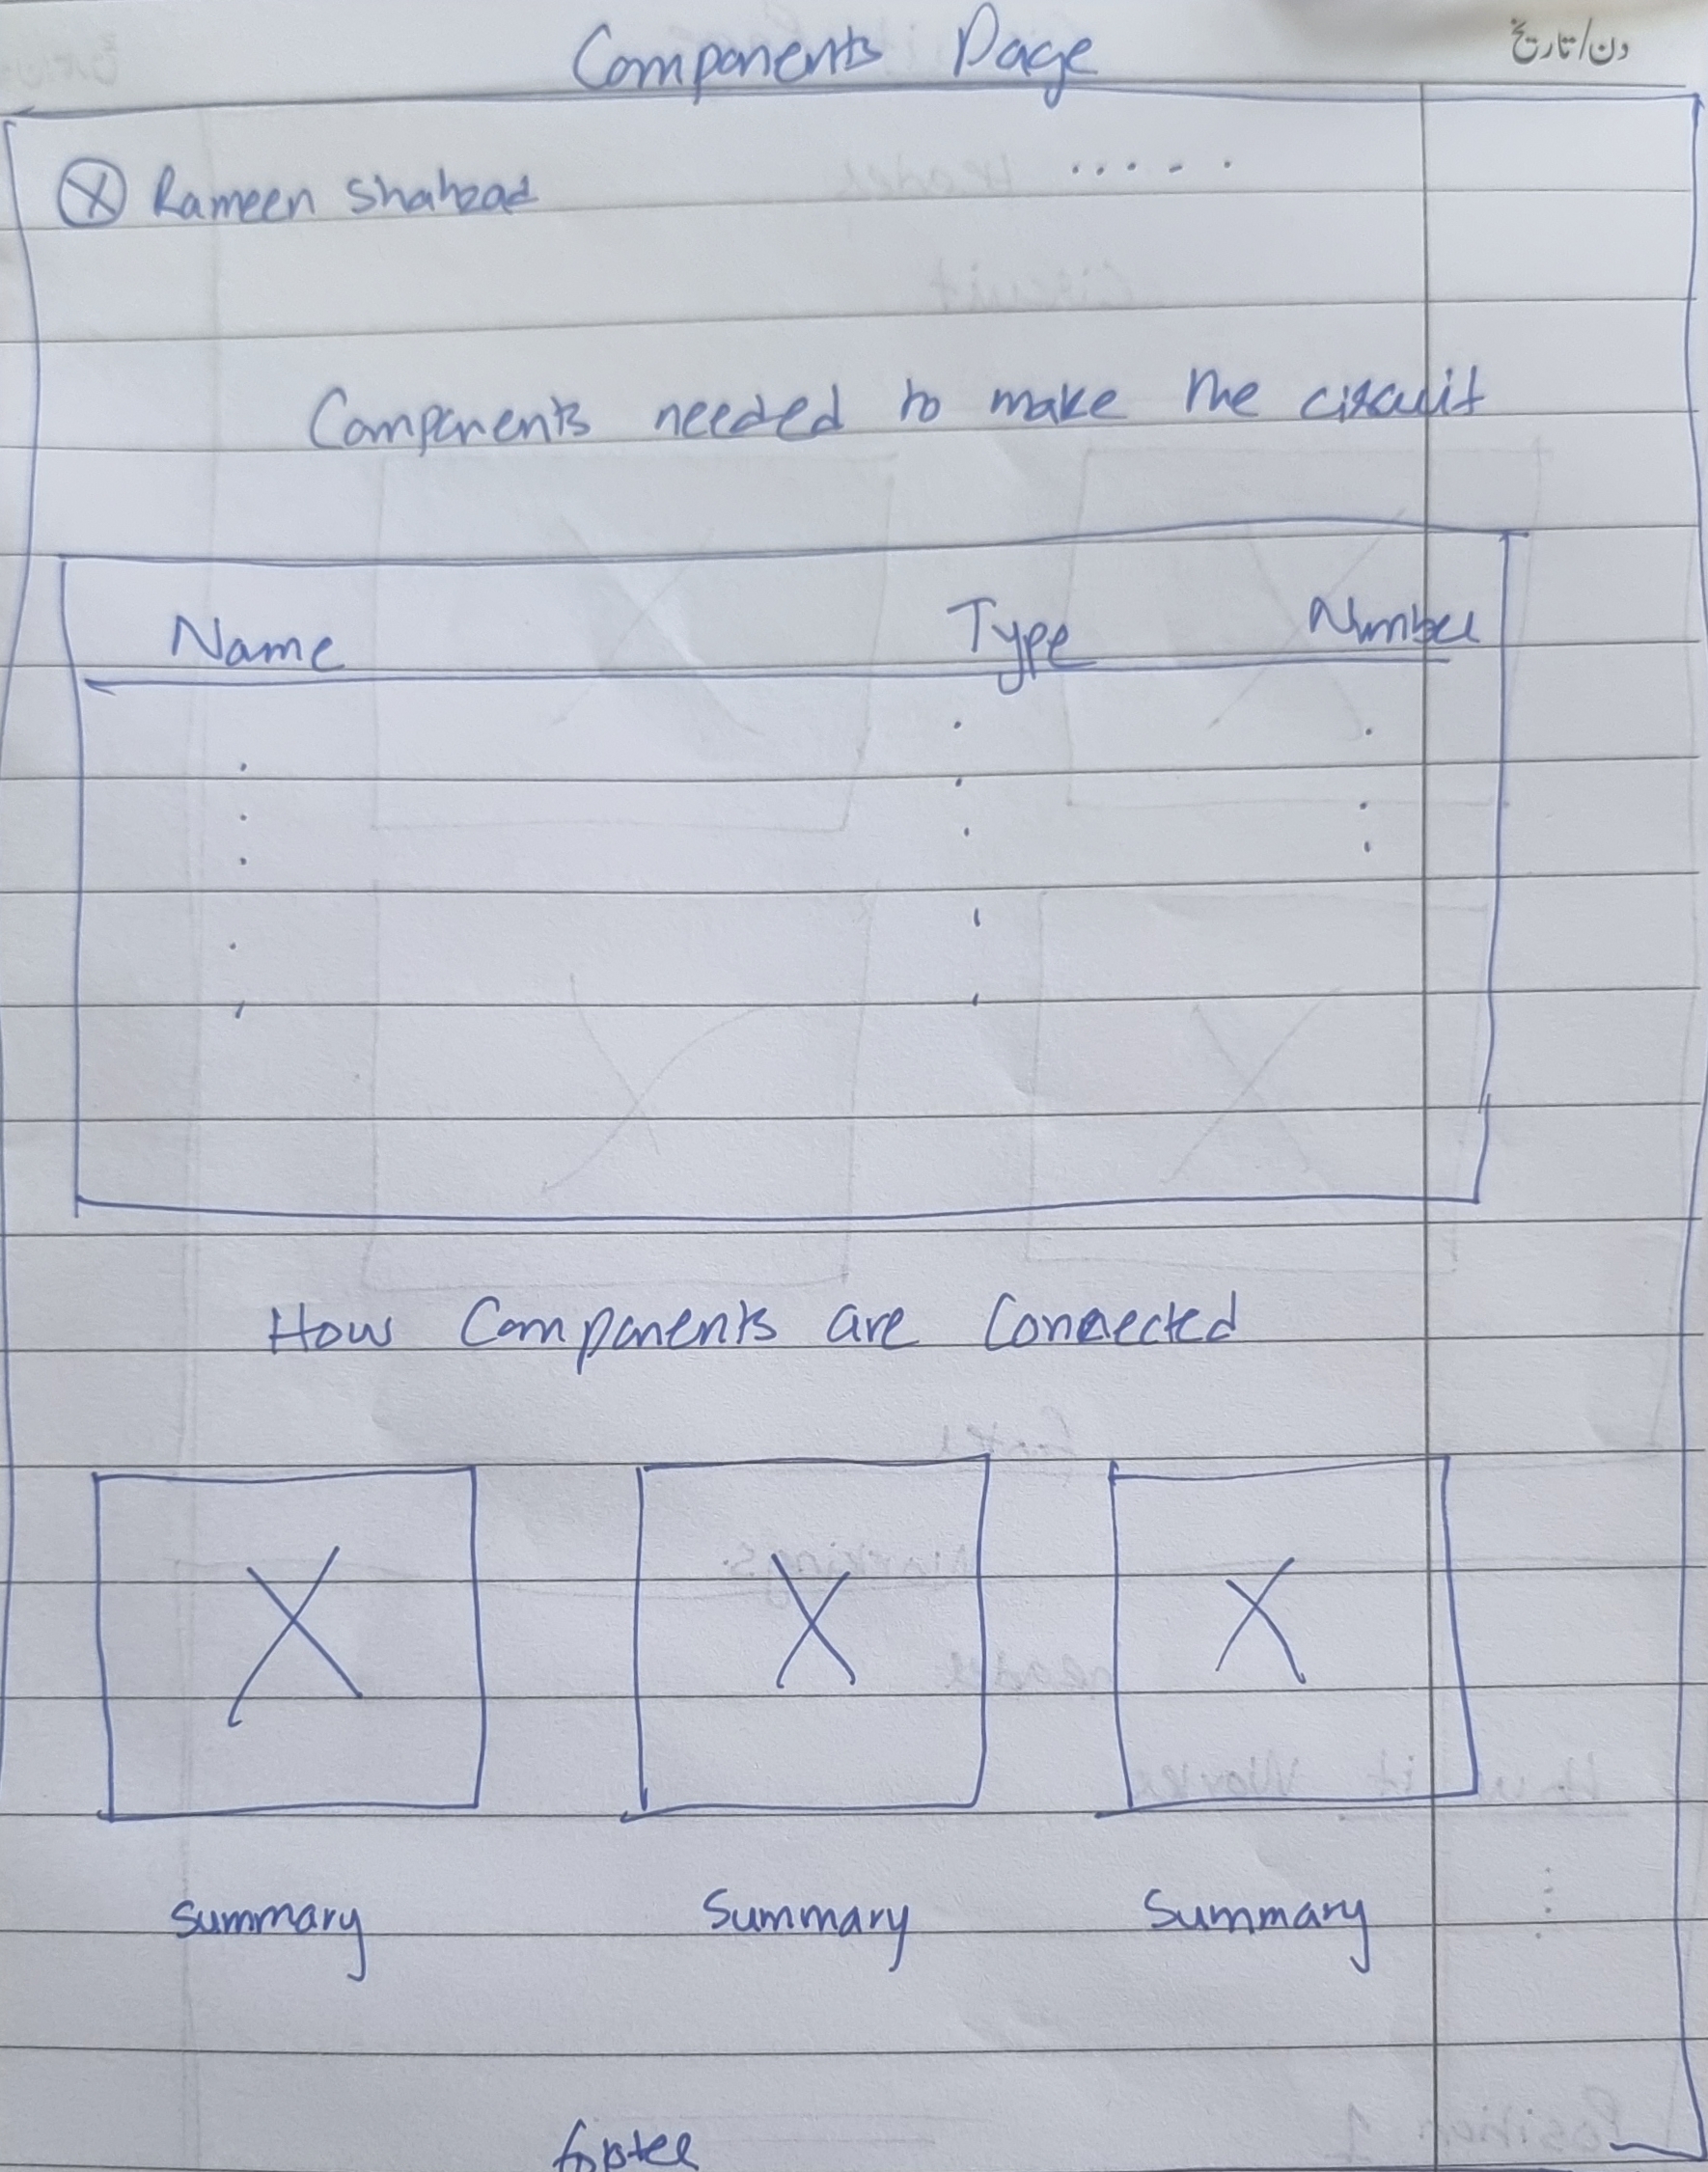 Components Page
دن/تاریخ
X Rameen Shahzad .....
Components needed to make the circuit
Name Type Number
How Components are Connected
X X X
Summary Summary Summary
footer